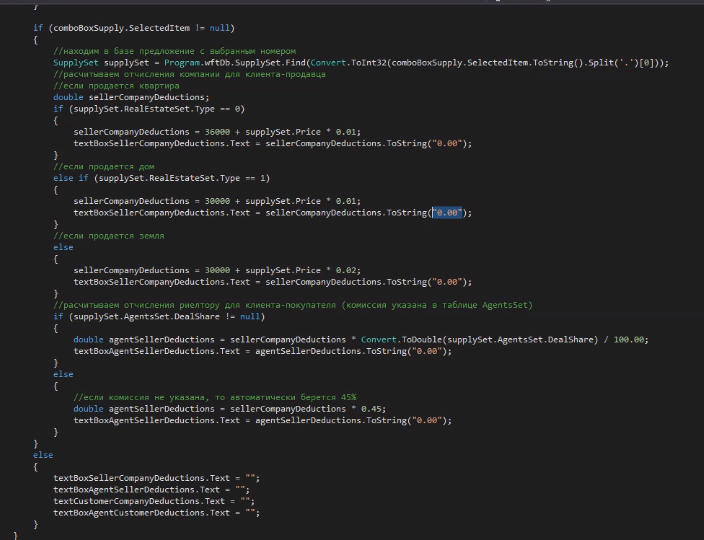 }
if (comboBoxSupply.SelectedItem != null)
{
//находим в базе предложение с выбранным номером
SupplySet supplySet = Program.wftDb.SupplySet.Find(Convert.ToInt32(comboBoxSupply.SelectedItem.ToString().Split('.')[0]));
//расчитываем отчисления компании для клиента-продавца
//если продается квартира
double sellerCompanyDeductions;
if (supplySet.RealEstateSet.Type == 0)
{
sellerCompanyDeductions = 36000 + supplySet.Price * 0.01;
textBoxSellerCompanyDeductions.Text = sellerCompanyDeductions.ToString("0.00");
}
//если продается дом
else if (supplySet.RealEstateSet.Type == 1)
{
sellerCompanyDeductions = 30000 + supplySet.Price * 0.01;
textBoxSellerCompanyDeductions.Text = sellerCompanyDeductions.ToString("0.00");
}
//если продается земля
else
{
sellerCompanyDeductions = 30000 + supplySet.Price * 0.02;
textBoxSellerCompanyDeductions.Text = sellerCompanyDeductions.ToString("0.00");
}
//расчитываем отчисления риелтору для клиента-покупателя (комиссия указана в таблице AgentsSet)
if (supplySet.AgentsSet.DealShare != null)
{
double agentSellerDeductions = sellerCompanyDeductions * Convert.ToDouble(supplySet.AgentsSet.DealShare) / 100.00;
textBoxAgentSellerDeductions.Text = agentSellerDeductions.ToString("0.00");
}
else
{
//если комиссия не указана, то автоматически берется 45%
double agentSellerDeductions = sellerCompanyDeductions * 0.45;
textBoxAgentSellerDeductions.Text = agentSellerDeductions.ToString("0.00");
}
}
else
{
textBoxSellerCompanyDeductions.Text = "";
textBoxAgentSellerDeductions.Text = "";
textCustomerCompanyDeductions.Text = "";
textBoxAgentCustomerDeductions.Text = "";
}
}